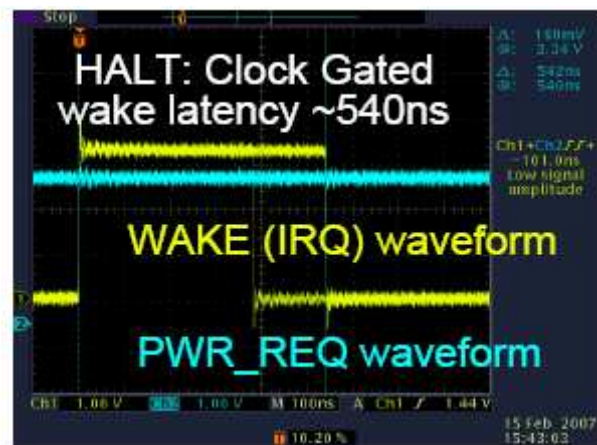 Stop
HALT: Clock Gated
wake latency ~540ns
Δ: 160mV
@: 3.34 V
Δ: 542ns
@: 540ns
Ch1+Ch2
~101.0ns
Low signal
amplitude
WAKE (IRQ) waveform
PWR_REQ waveform
1
2
Ch1 1.00 V 1.00 V M 100ns A Ch1 1.44 V
10.20 %
15 Feb 2007
15:43:03